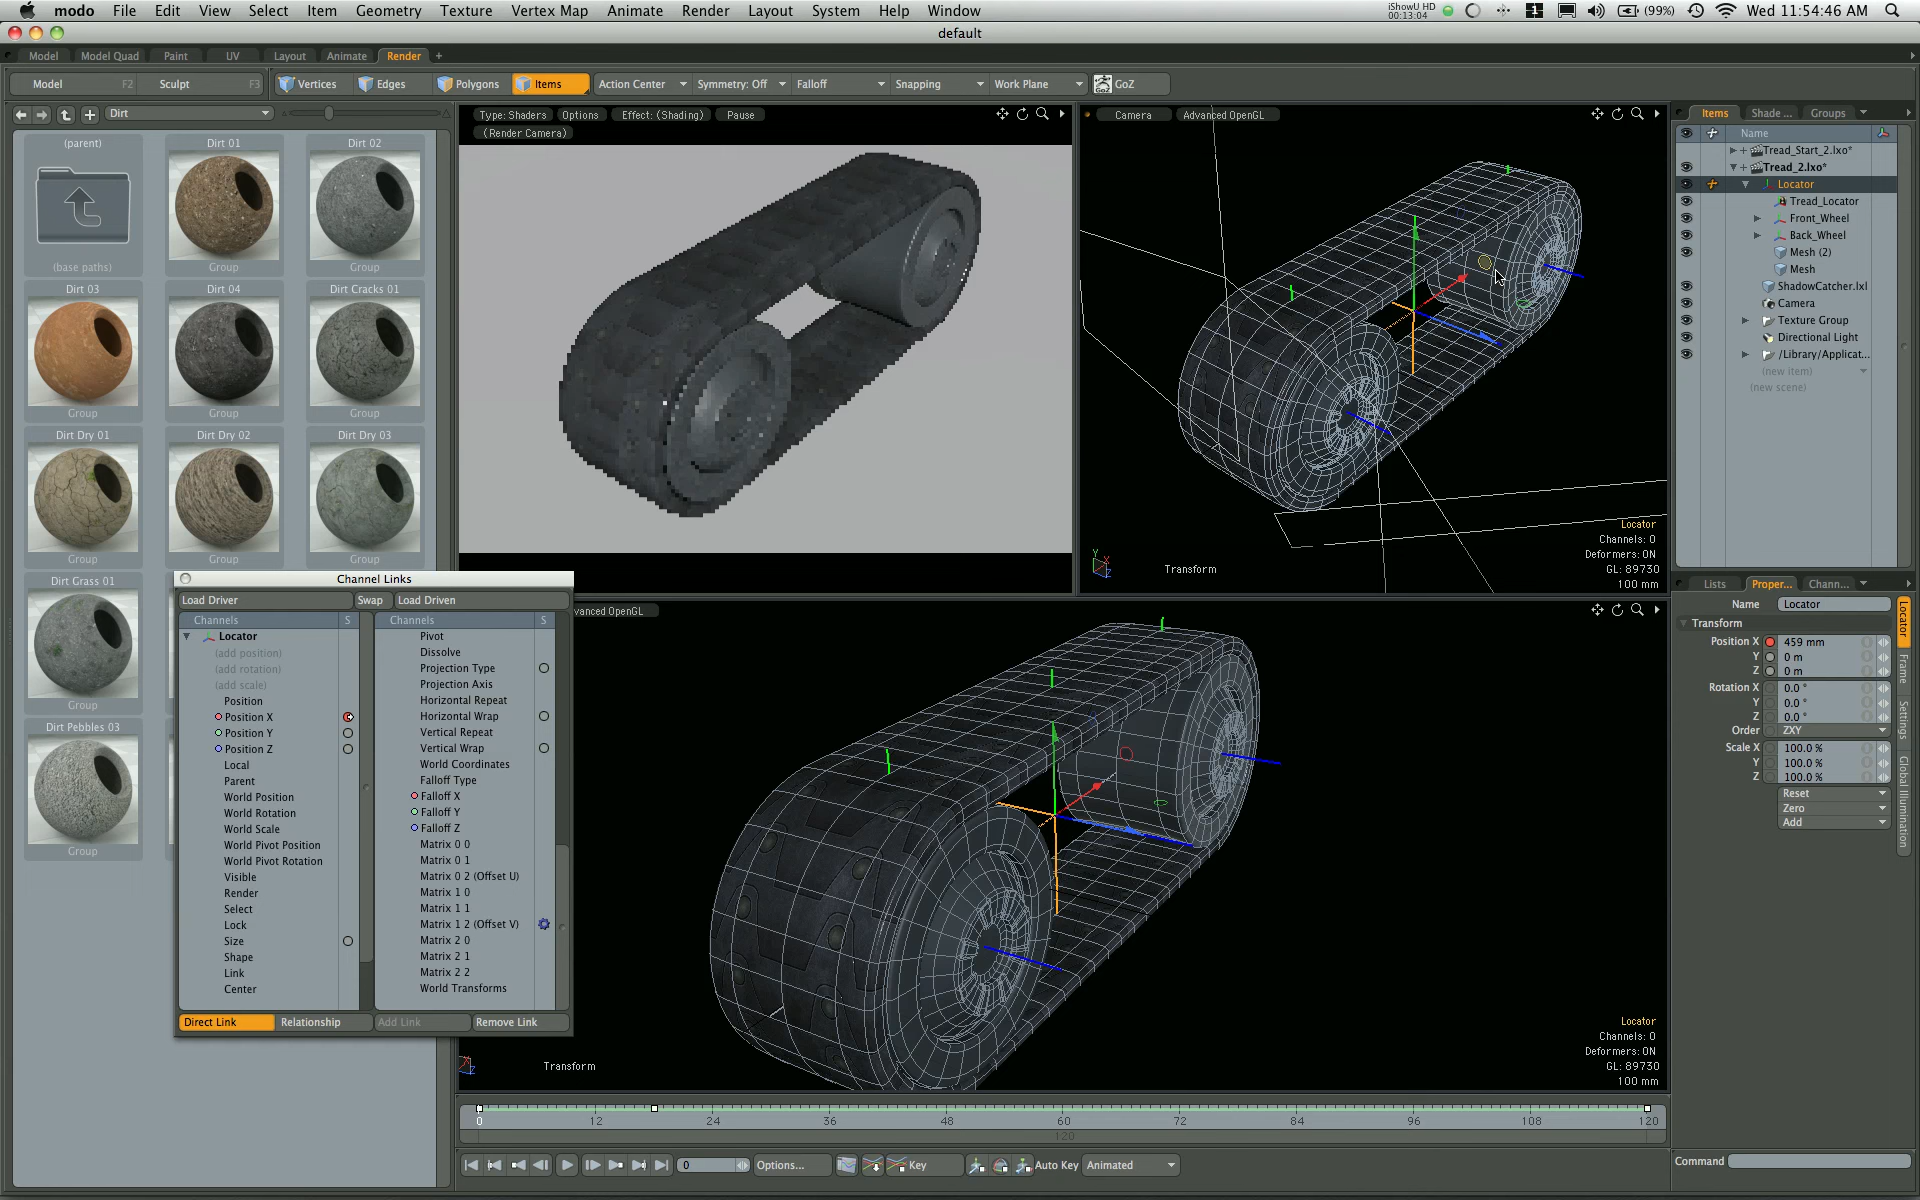 modo File Edit View Select Item Geometry Texture Vertex Map Animate Render Layout System Help Window iShowU HD 00:13:04 1 (99%) Wed 11:54:46 AM
default
Model Model Quad Paint UV Layout Animate Render +
Model F2 Sculpt F3 Vertices Edges Polygons Items Action Center Symmetry: Off Falloff Snapping Work Plane GoZ
Dirt
(parent) Dirt 01 Dirt 02
(base paths) Group Group
Dirt 03 Dirt 04 Dirt Cracks 01
Group Group Group
Dirt Dry 01 Dirt Dry 02 Dirt Dry 03
Group Group Group
Dirt Grass 01
Group
Dirt Pebbles 03
Group
Type: Shaders Options Effect: (Shading) Pause
(Render Camera)
Camera Advanced OpenGL
Transform
Locator
Channels: 0
Deformers: ON
GL: 89730
100 mm
Items Shade ... Groups
Name
Tread_Start_2.lxo*
Tread_2.lxo*
Locator
Tread_Locator
Front_Wheel
Back_Wheel
Mesh (2)
Mesh
ShadowCatcher.lxl
Camera
Texture Group
Directional Light
/Library/Applicat...
(new item)
(new scene)
Channel Links
Load Driver Swap Load Driven
Channels S
Locator
(add position)
(add rotation)
(add scale)
Position
Position X
Position Y
Position Z
Local
Parent
World Position
World Rotation
World Scale
World Pivot Position
World Pivot Rotation
Visible
Render
Select
Lock
Size
Shape
Link
Center
Channels S
Pivot
Dissolve
Projection Type
Projection Axis
Horizontal Repeat
Horizontal Wrap
Vertical Repeat
Vertical Wrap
World Coordinates
Falloff Type
Falloff X
Falloff Y
Falloff Z
Matrix 0 0
Matrix 0 1
Matrix 0 2 (Offset U)
Matrix 1 0
Matrix 1 1
Matrix 1 2 (Offset V)
Matrix 2 0
Matrix 2 1
Matrix 2 2
World Transforms
Direct Link Relationship Add Link Remove Link
vanced OpenGL
Transform
Locator
Channels: 0
Deformers: ON
GL: 89730
100 mm
Lists Proper... Chann...
Name Locator
Transform
Position X 459 mm
Y 0 m
Z 0 m
Rotation X 0.0 °
Y 0.0 °
Z 0.0 °
Order ZXY
Scale X 100.0 %
Y 100.0 %
Z 100.0 %
Reset
Zero
Add
Locator
Frame
Settings
Global Illumination
0 12 24 36 48 60 72 84 96 108 120
120
0 Options... Key Auto Key Animated
Command